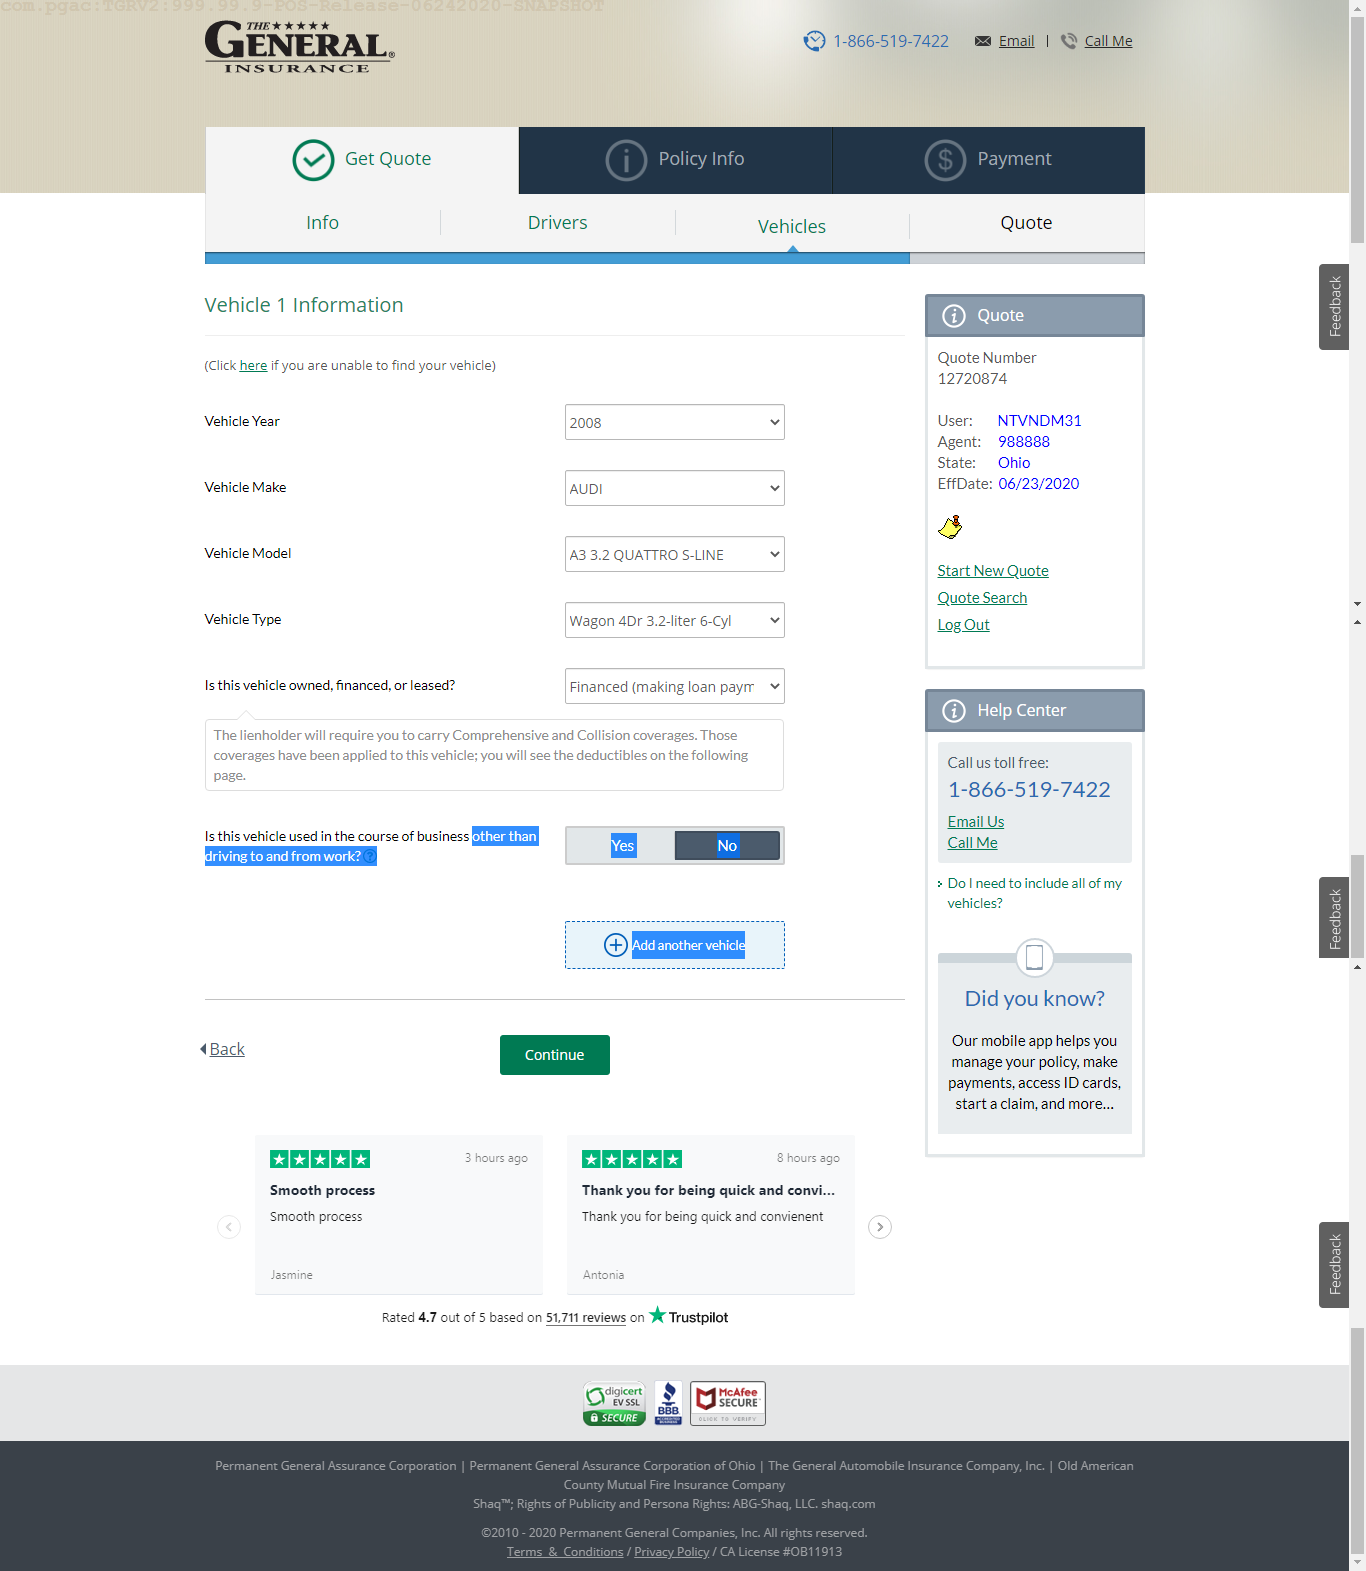 com.pgac:TGRV2:999.99.9-POS-Release-06242020-SNAPSHOT
THE
GENERAL®
INSURANCE
1-866-519-7422 Email | Call Me
Get Quote Policy Info Payment
Info Drivers Vehicles Quote
Vehicle 1 Information
(Click here if you are unable to find your vehicle)
Vehicle Year 2008
Vehicle Make AUDI
Vehicle Model A3 3.2 QUATTRO S-LINE
Vehicle Type Wagon 4Dr 3.2-liter 6-Cyl
Is this vehicle owned, financed, or leased? Financed (making loan paym
The lienholder will require you to carry Comprehensive and Collision coverages. Those
coverages have been applied to this vehicle; you will see the deductibles on the following
page.
Is this vehicle used in the course of business other than
driving to and from work? ?
Yes No
Add another vehicle
Back
Continue
Quote
Quote Number
12720874
User: NTVNDM31
Agent: 988888
State: Ohio
EffDate: 06/23/2020
Start New Quote
Quote Search
Log Out
Help Center
Call us toll free:
1-866-519-7422
Email Us
Call Me
Do I need to include all of my
vehicles?
Did you know?
Our mobile app helps you
manage your policy, make
payments, access ID cards,
start a claim, and more...
Feedback
Feedback
Feedback
3 hours ago
Smooth process
Smooth process
Jasmine
8 hours ago
Thank you for being quick and convi...
Thank you for being quick and convienent
Antonia
Rated 4.7 out of 5 based on 51,711 reviews on Trustpilot
digicert
EV SSL
SECURE
BBB
ACCREDITED
BUSINESS
McAfee
SECURE™
CLICK TO VERIFY
Permanent General Assurance Corporation | Permanent General Assurance Corporation of Ohio | The General Automobile Insurance Company, Inc. | Old American
County Mutual Fire Insurance Company
Shaq™; Rights of Publicity and Persona Rights: ABG-Shaq, LLC. shaq.com
©2010 - 2020 Permanent General Companies, Inc. All rights reserved.
Terms & Conditions / Privacy Policy / CA License #OB11913